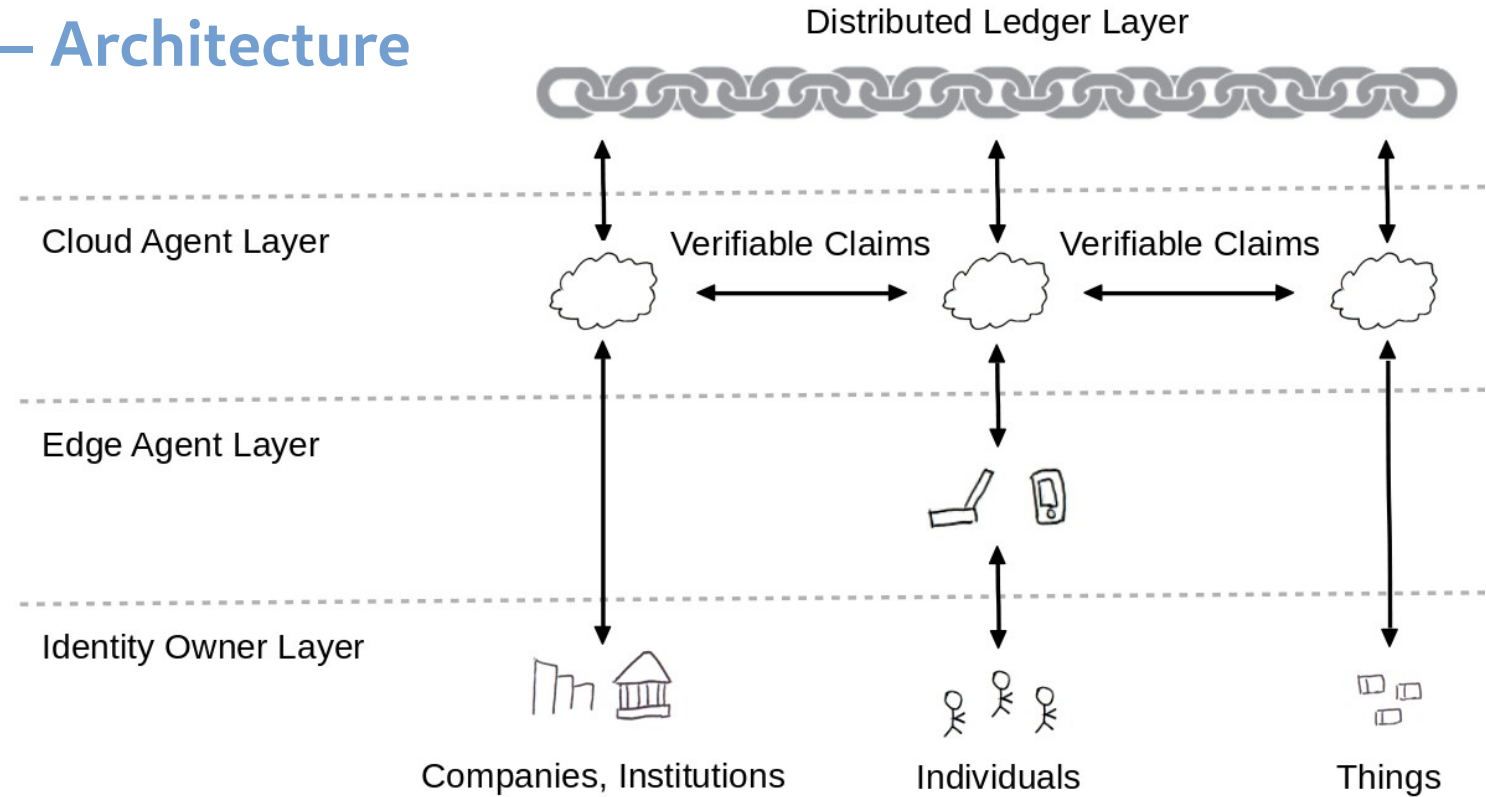 – Architecture
Distributed Ledger Layer
Cloud Agent Layer
Verifiable Claims
Verifiable Claims
Edge Agent Layer
Identity Owner Layer
Companies, Institutions
Individuals
Things